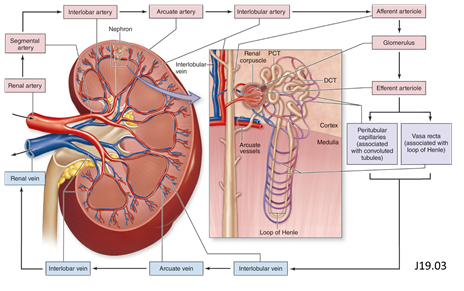 Interlobar artery
Arcuate artery
Interlobular artery
Afferent arteriole
Segmental
artery
Nephron
Glomerulus
Renal
corpuscle
PCT
Interlobular
vein
DCT
Renal artery
Efferent arteriole
Cortex
Medulla
Peritubular
capillaries
(associated
with convoluted
tubules)
Vasa recta
(associated with
loop of Henle)
Arcuate
vessels
Renal vein
Loop of Henle
Interlobar vein
Arcuate vein
Interlobular vein
J19.03